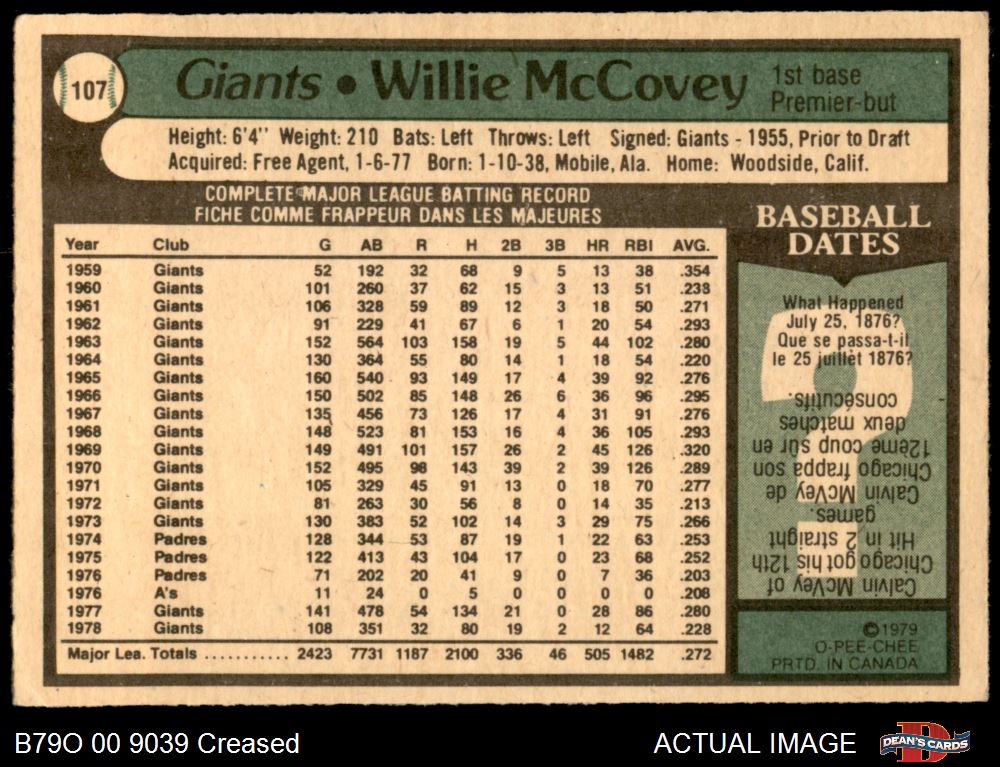 107
Giants • Willie McCovey
1st base
Premier-but
Height: 6'4'' Weight: 210 Bats: Left Throws: Left Signed: Giants - 1955, Prior to Draft
Acquired: Free Agent, 1-6-77 Born: 1-10-38, Mobile, Ala. Home: Woodside, Calif.
COMPLETE MAJOR LEAGUE BATTING RECORD
FICHE COMME FRAPPEUR DANS LES MAJEURES
Year Club G AB R H 2B 3B HR RBI AVG.
1959 Giants 52 192 32 68 9 5 13 38 .354
1960 Giants 101 260 37 62 15 3 13 51 .238
1961 Giants 106 328 59 89 12 3 18 50 .271
1962 Giants 91 229 41 67 6 1 20 54 .293
1963 Giants 152 564 103 158 19 5 44 102 .280
1964 Giants 130 364 55 80 14 1 18 54 .220
1965 Giants 160 540 93 149 17 4 39 92 .276
1966 Giants 150 502 85 148 26 6 36 96 .295
1967 Giants 135 456 73 126 17 4 31 91 .276
1968 Giants 148 523 81 153 16 4 36 105 .293
1969 Giants 149 491 101 157 26 2 45 126 .320
1970 Giants 152 495 98 143 39 2 39 126 .289
1971 Giants 105 329 45 91 13 0 18 70 .277
1972 Giants 81 263 30 56 8 0 14 35 .213
1973 Giants 130 383 52 102 14 3 29 75 .266
1974 Padres 128 344 53 87 19 1 22 63 .253
1975 Padres 122 413 43 104 17 0 23 68 .252
1976 Padres 71 202 20 41 9 0 7 36 .203
1976 A's 11 24 0 5 0 0 0 0 .208
1977 Giants 141 478 54 134 21 0 28 86 .280
1978 Giants 108 351 32 80 19 2 12 64 .228
Major Lea. Totals ........... 2423 7731 1187 2100 336 46 505 1482 .272
BASEBALL
DATES
What Happened
July 25, 1876?
Que se passa-t-il
le 25 juillet 1876?
Calvin McVey of
Chicago got his 12th
Hit in 2 straight
games.
Calvin McVey de
Chicago frappa son
12ème coup sûr en
deux matches
consécutifs.
©1979
O-PEE-CHEE
PRTD. IN CANADA
B79O 00 9039 Creased
ACTUAL IMAGE
DEAN'S CARDS